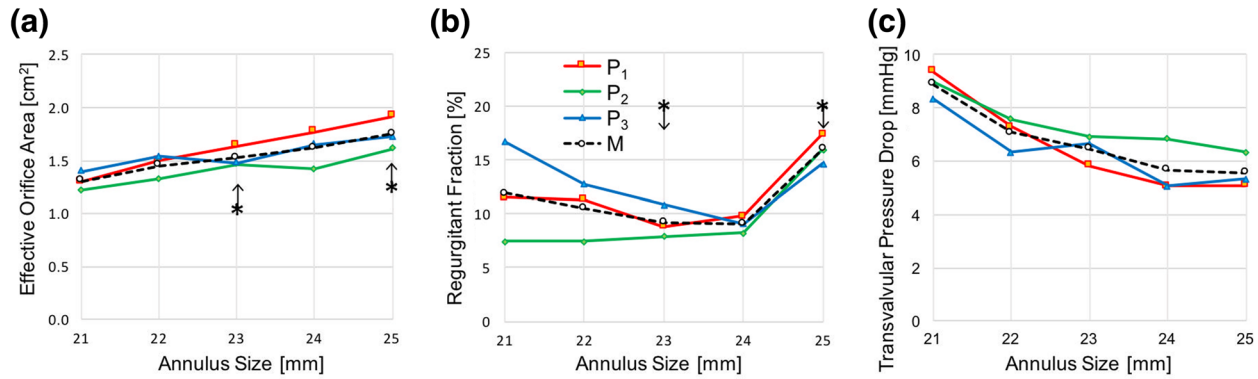 (a)
Effective Orifice Area [cm²]
2.5
2.0
1.5
1.0
0.5
0.0
*
*
21 22 23 24 25
Annulus Size [mm]
(b)
Regurgitant Fraction [%]
25
20
15
10
5
0
P₁
P₂
P₃
M
*
*
21 22 23 24 25
Annulus Size [mm]
(c)
Transvalvular Pressure Drop [mmHg]
10
8
6
4
2
0
21 22 23 24 25
Annulus Size [mm]